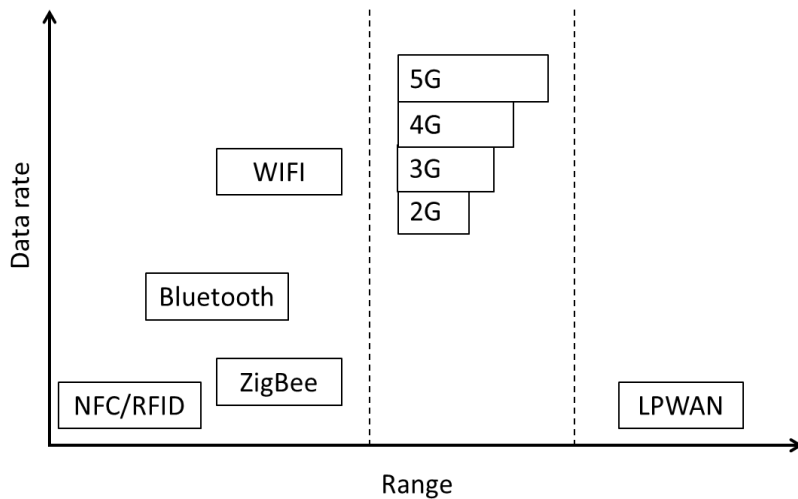 5G
4G
WIFI
3G
2G
Data rate
Bluetooth
ZigBee
NFC/RFID
LPWAN
Range